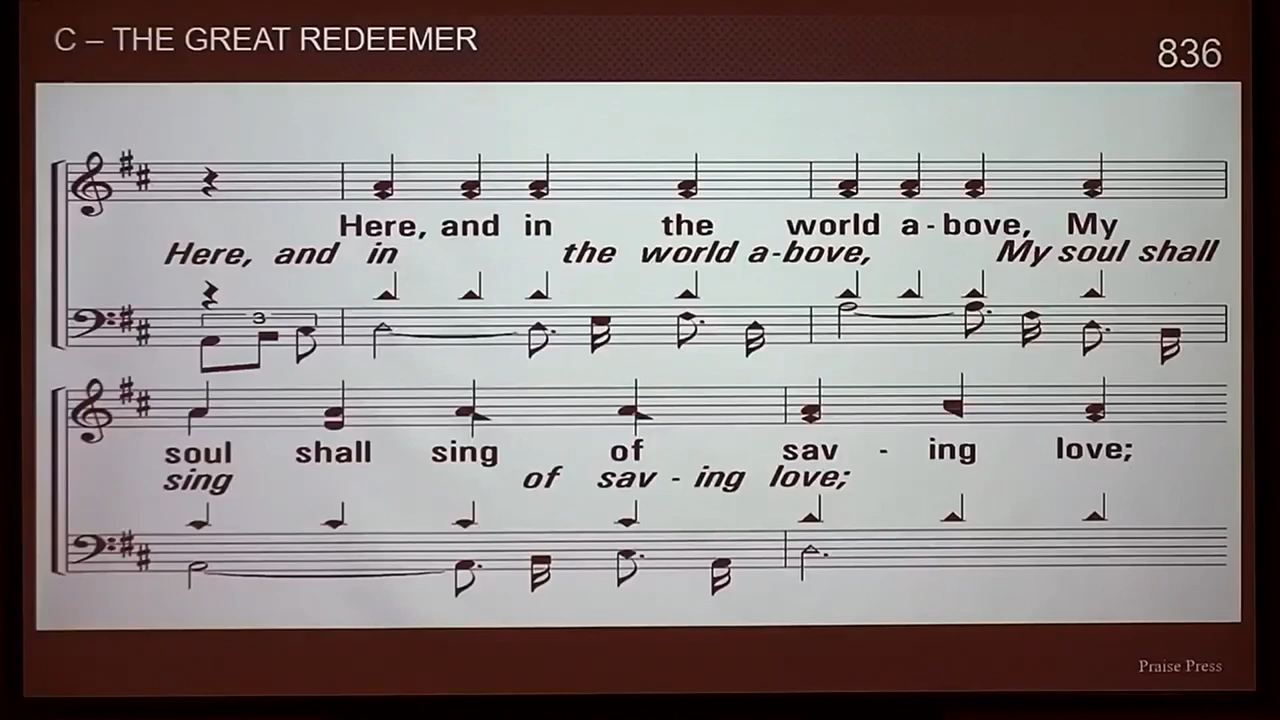 C – THE GREAT REDEEMER
836
Here, and in the world a - bove, My
Here, and in the world a-bove, My soul shall
3
soul shall sing of sav - ing love;
sing of sav - ing love;
Praise Press